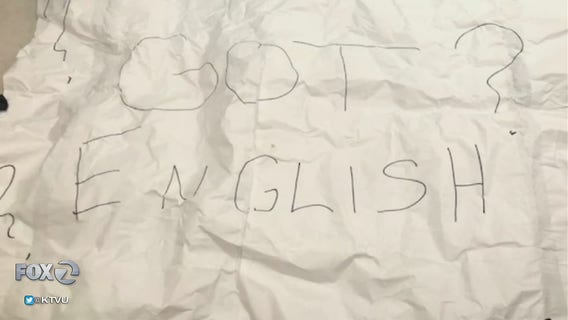 GOT ?
ENGLISH
?
?
FOX 2
@KTVU